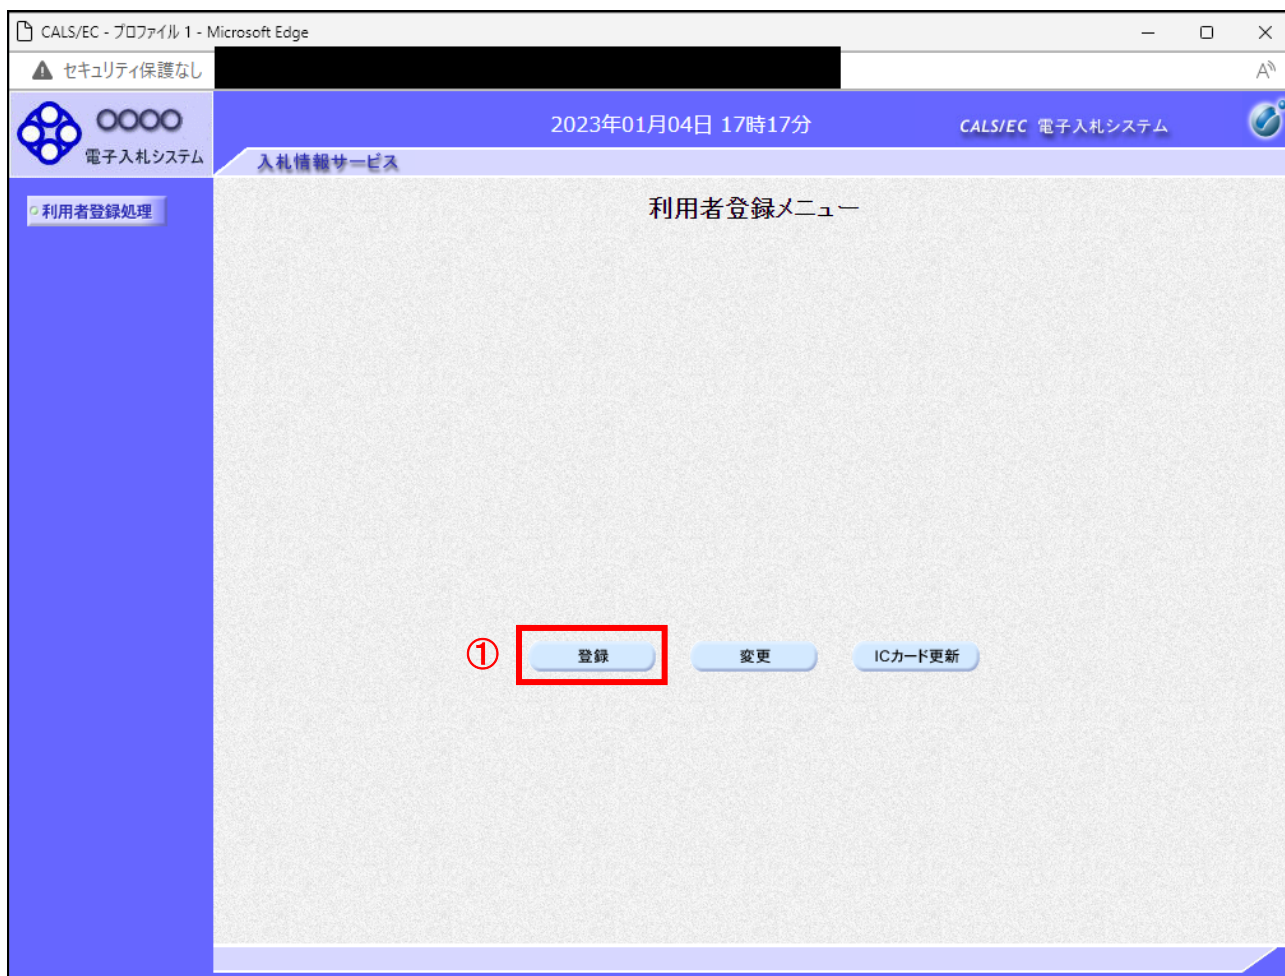 CALS/EC - プロファイル 1 - Microsoft Edge
セキュリティ保護なし
A
〇〇〇〇
電子入札システム
2023年01月04日 17時17分
CALS/EC 電子入札システム
入札情報サービス
利用者登録処理
利用者登録メニュー
① 登録 変更 ICカード更新